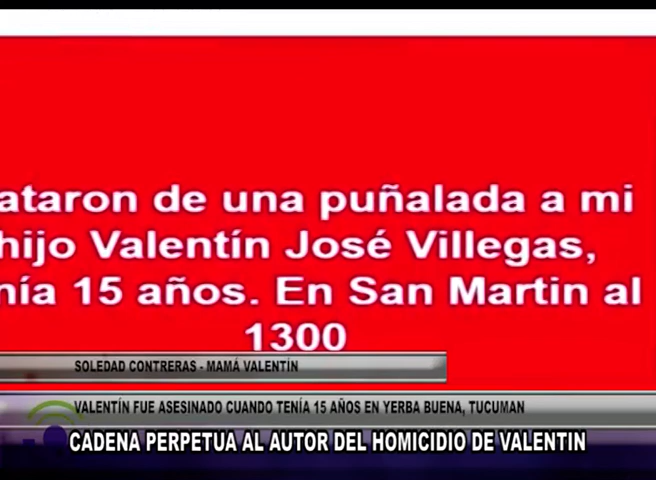 ataron de una puñalada a mi
hijo Valentín José Villegas,
nía 15 años. En San Martin al
1300
SOLEDAD CONTRERAS - MAMÁ VALENTÍN
VALENTÍN FUE ASESINADO CUANDO TENÍA 15 AÑOS EN YERBA BUENA, TUCUMAN
CADENA PERPETUA AL AUTOR DEL HOMICIDIO DE VALENTIN